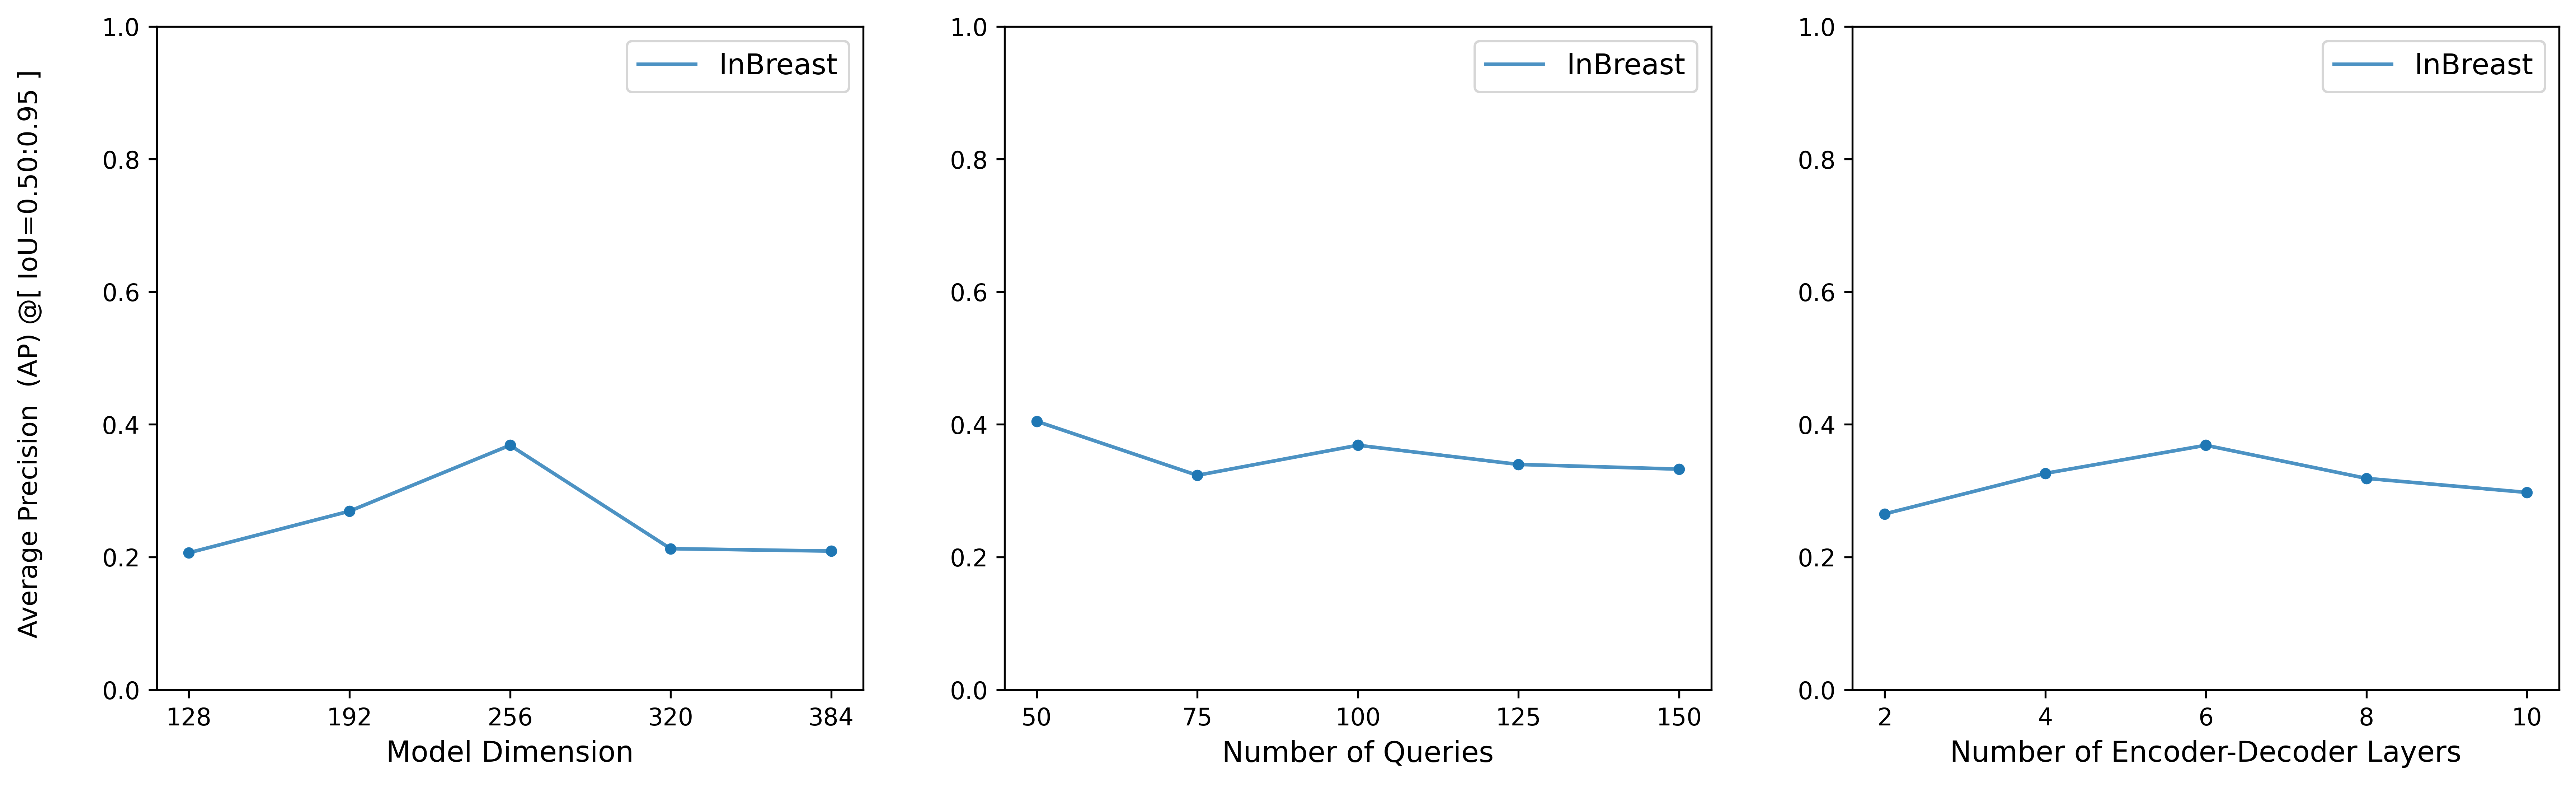 Average Precision (AP) @[ IoU=0.50:0.95 ]
1.0
0.8
0.6
0.4
0.2
0.0
InBreast
128 192 256 320 384
Model Dimension
1.0
0.8
0.6
0.4
0.2
0.0
InBreast
50 75 100 125 150
Number of Queries
1.0
0.8
0.6
0.4
0.2
0.0
InBreast
2 4 6 8 10
Number of Encoder-Decoder Layers